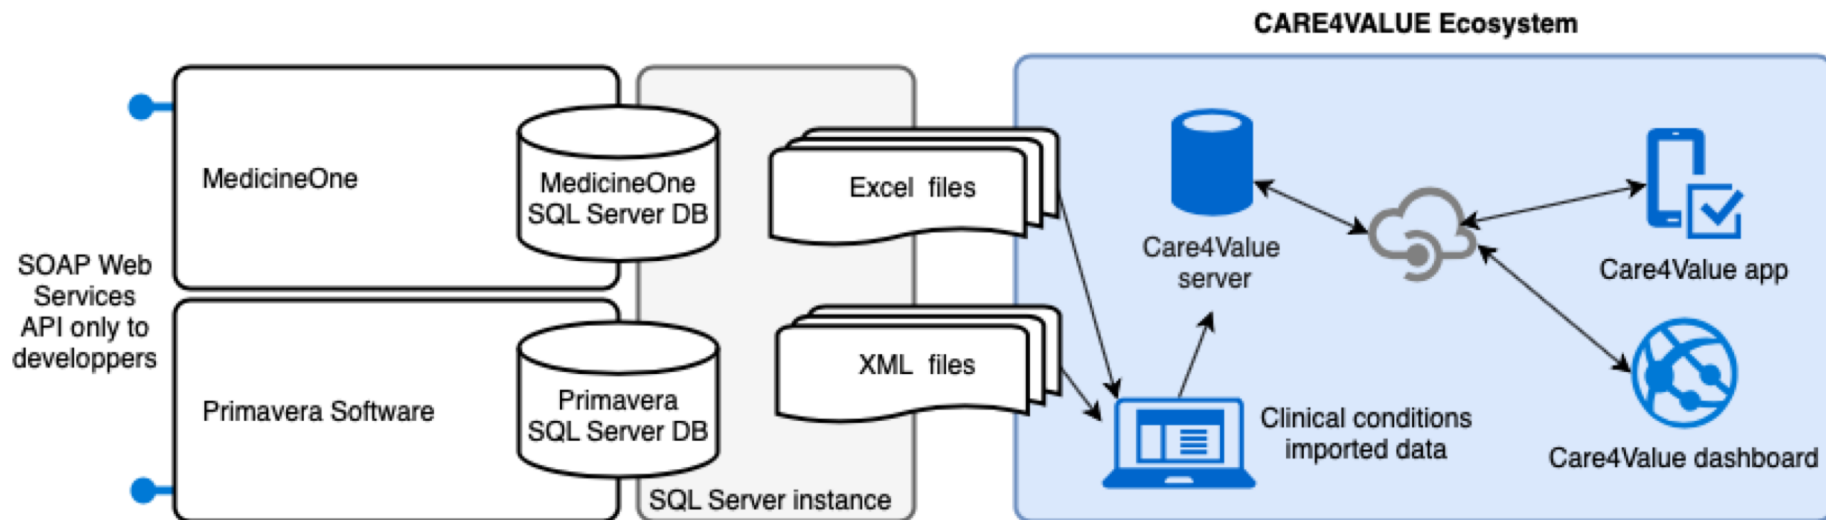 CARE4VALUE Ecosystem
MedicineOne
MedicineOne
SQL Server DB
Excel files
SOAP Web
Services
API only to
developpers
Primavera Software
Primavera
SQL Server DB
XML files
SQL Server instance
Care4Value
server
Care4Value app
Clinical conditions
imported data
Care4Value dashboard